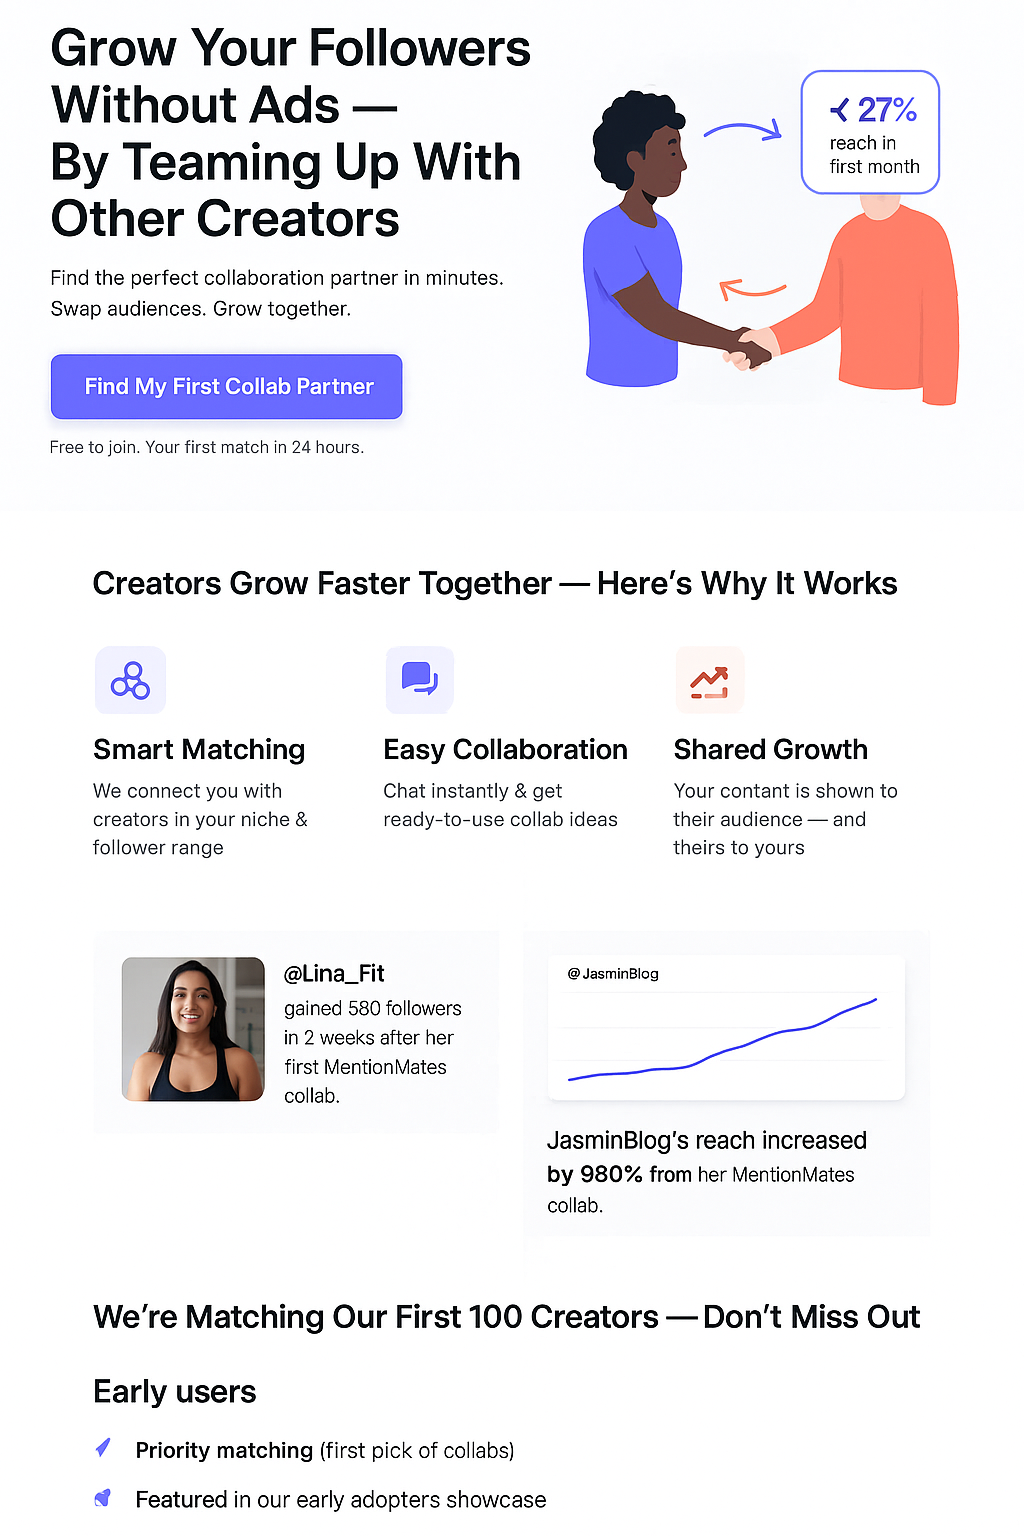 Grow Your Followers
Without Ads —
By Teaming Up With
Other Creators
Find the perfect collaboration partner in minutes.
Swap audiences. Grow together.
Find My First Collab Partner
Free to join. Your first match in 24 hours.
27%
reach in
first month
Creators Grow Faster Together — Here's Why It Works
Smart Matching
We connect you with
creators in your niche &
follower range
Easy Collaboration
Chat instantly & get
ready-to-use collab ideas
Shared Growth
Your contant is shown to
their audience — and
theirs to yours
@Lina_Fit
gained 580 followers
in 2 weeks after her
first MentionMates
collab.
@JasminBlog
JasminBlog's reach increased
by 980% from her MentionMates
collab.
We're Matching Our First 100 Creators — Don't Miss Out
Early users
Priority matching (first pick of collabs)
Featured in our early adopters showcase